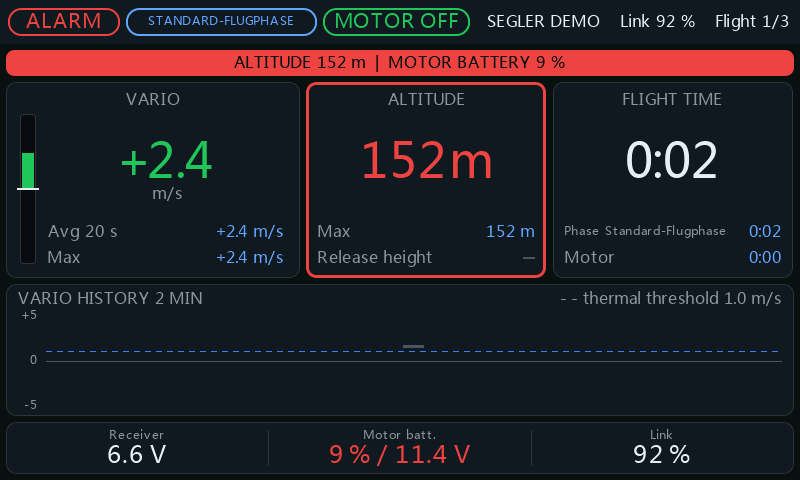 ALARM STANDARD-FLUGPHASE MOTOR OFF SEGLER DEMO Link 92 % Flight 1/3
ALTITUDE 152 m | MOTOR BATTERY 9 %
VARIO
+2.4
m/s
Avg 20 s +2.4 m/s
Max +2.4 m/s
ALTITUDE
152m
Max 152 m
Release height —
FLIGHT TIME
0:02
Phase Standard-Flugphase 0:02
Motor 0:00
VARIO HISTORY 2 MIN - - thermal threshold 1.0 m/s
+5
0
-5
Receiver
6.6 V
Motor batt.
9 % / 11.4 V
Link
92 %